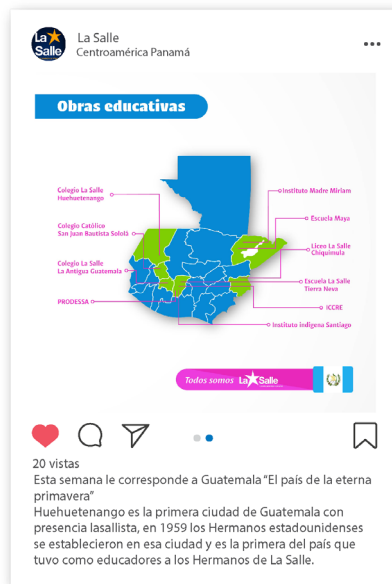 La Salle
Centroamérica Panamá
La Salle
Obras educativas
Colegio La Salle
Huehuetenango
Colegio Católico
San Juan Bautista Sololá
Colegio La Salle
La Antigua Guatemala
PRODESSA
Instituto Madre Miriam
Escuela Maya
Liceo La Salle
Chiquimula
Escuela La Salle
Tierra Neva
ICCRE
Instituto indígena Santiago
Todos somos La Salle
20 vistas
Esta semana le corresponde a Guatemala “El país de la eterna
primavera”
Huehuetenango es la primera ciudad de Guatemala con
presencia lasallista, en 1959 los Hermanos estadounidenses
se establecieron en esa ciudad y es la primera del país que
tuvo como educadores a los Hermanos de La Salle.